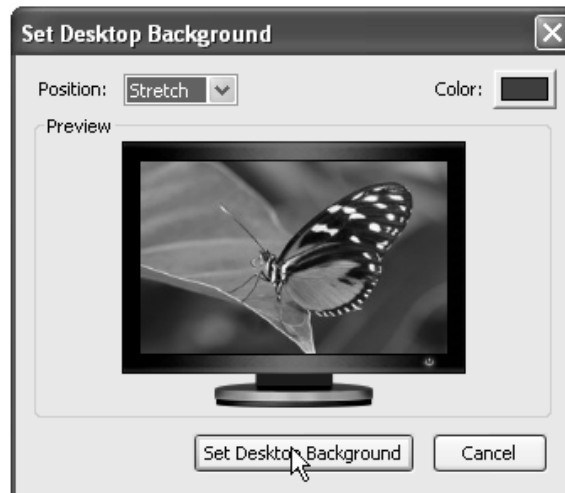 Set Desktop Background
Position: Stretch Color:
Preview
Set Desktop Background Cancel